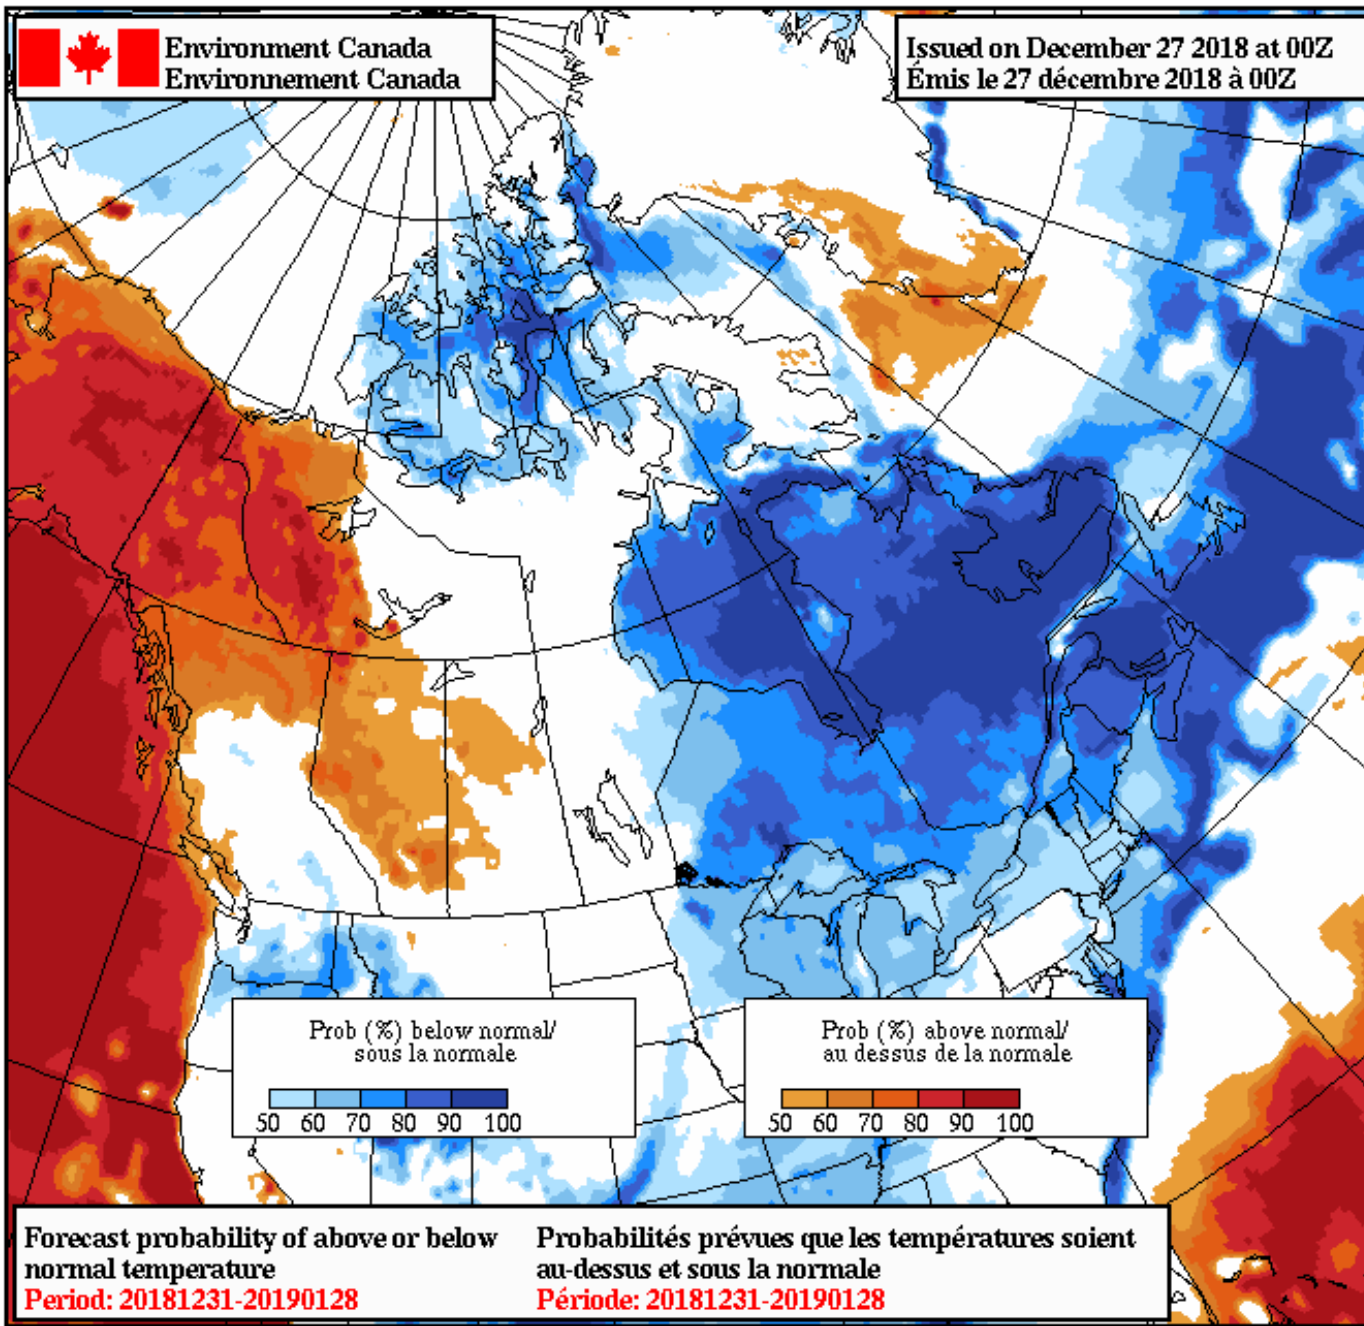 Environment Canada
Environnement Canada
Issued on December 27 2018 at 00Z
Émis le 27 décembre 2018 à 00Z
Prob (%) below normal/
sous la normale
50 60 70 80 90 100
Prob (%) above normal/
au dessus de la normale
50 60 70 80 90 100
Forecast probability of above or below
normal temperature
Period: 20181231-20190128
Probabilités prévues que les températures soient
au-dessus et sous la normale
Période: 20181231-20190128